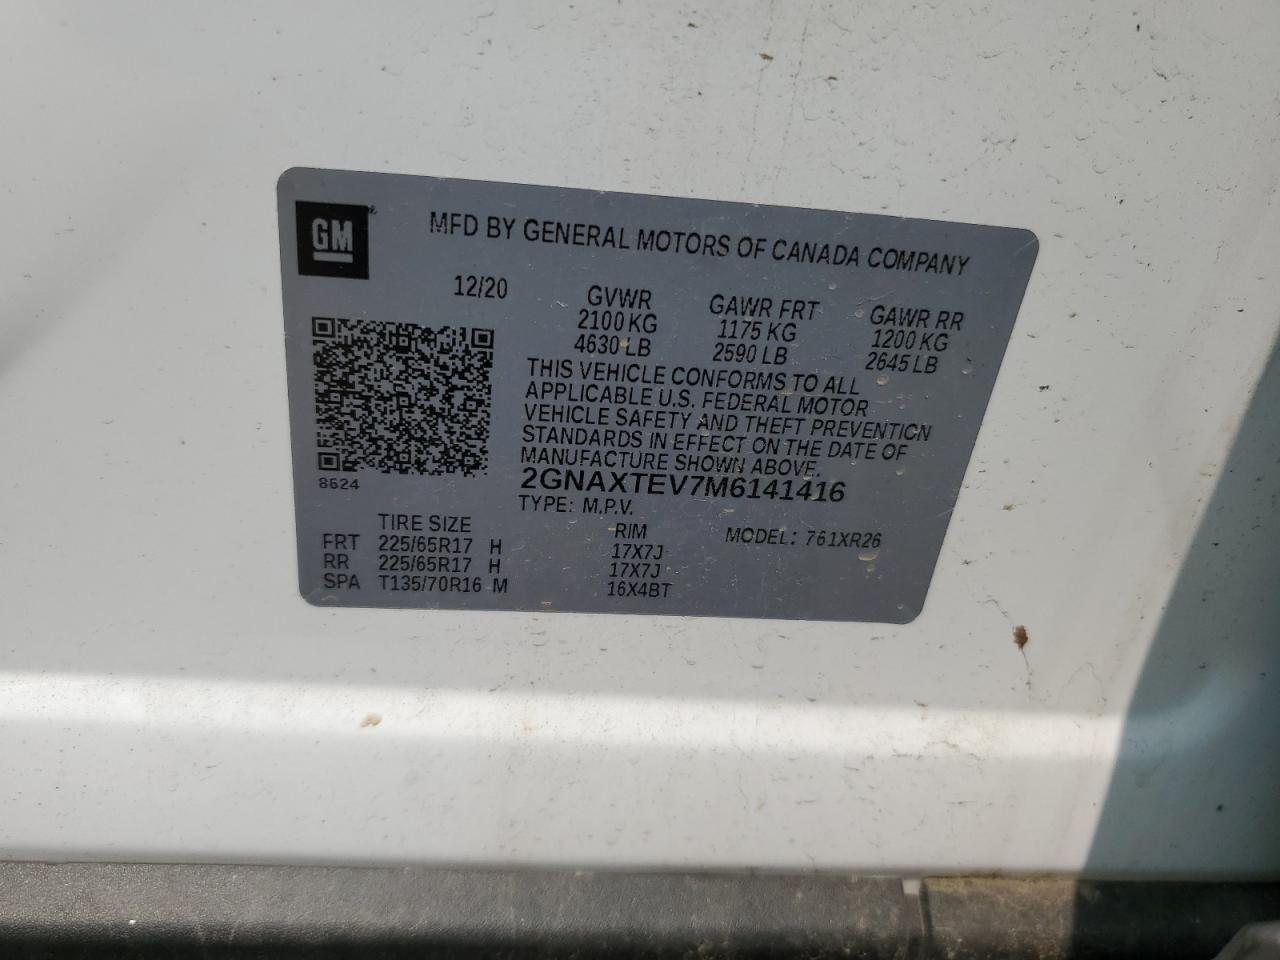 GM
MFD BY GENERAL MOTORS OF CANADA COMPANY
12/20
GVWR GAWR FRT GAWR RR
2100 KG 1175 KG 1200 KG
4630 LB 2590 LB 2645 LB
THIS VEHICLE CONFORMS TO ALL
APPLICABLE U.S. FEDERAL MOTOR
VEHICLE SAFETY AND THEFT PREVENTION
STANDARDS IN EFFECT ON THE DATE OF
MANUFACTURE SHOWN ABOVE.
8624
2GNAXTEV7M6141416
TYPE: M.P.V.
TIRE SIZE RIM MODEL: 761XR26
FRT 225/65R17 H 17X7J
RR 225/65R17 H 17X7J
SPA T135/70R16 M 16X4BT